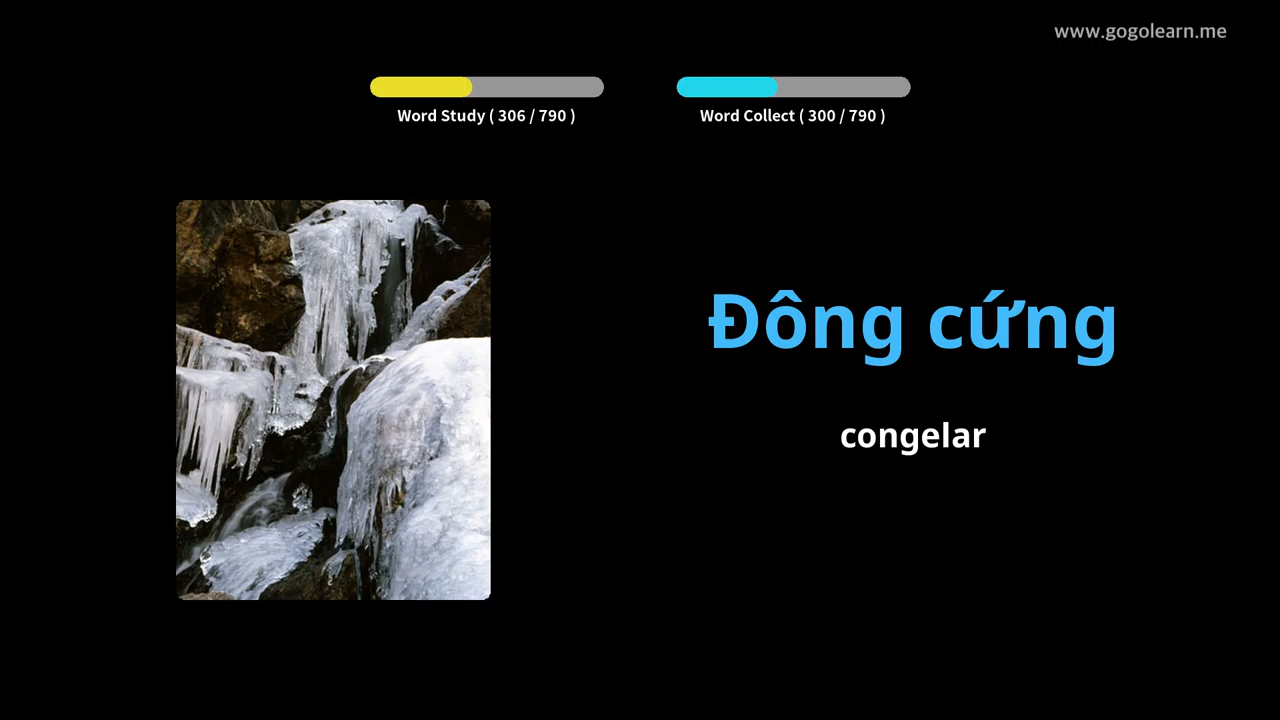 www.gogolearn.me
Word Study ( 306 / 790 )
Word Collect ( 300 / 790 )
Đông cứng
congelar